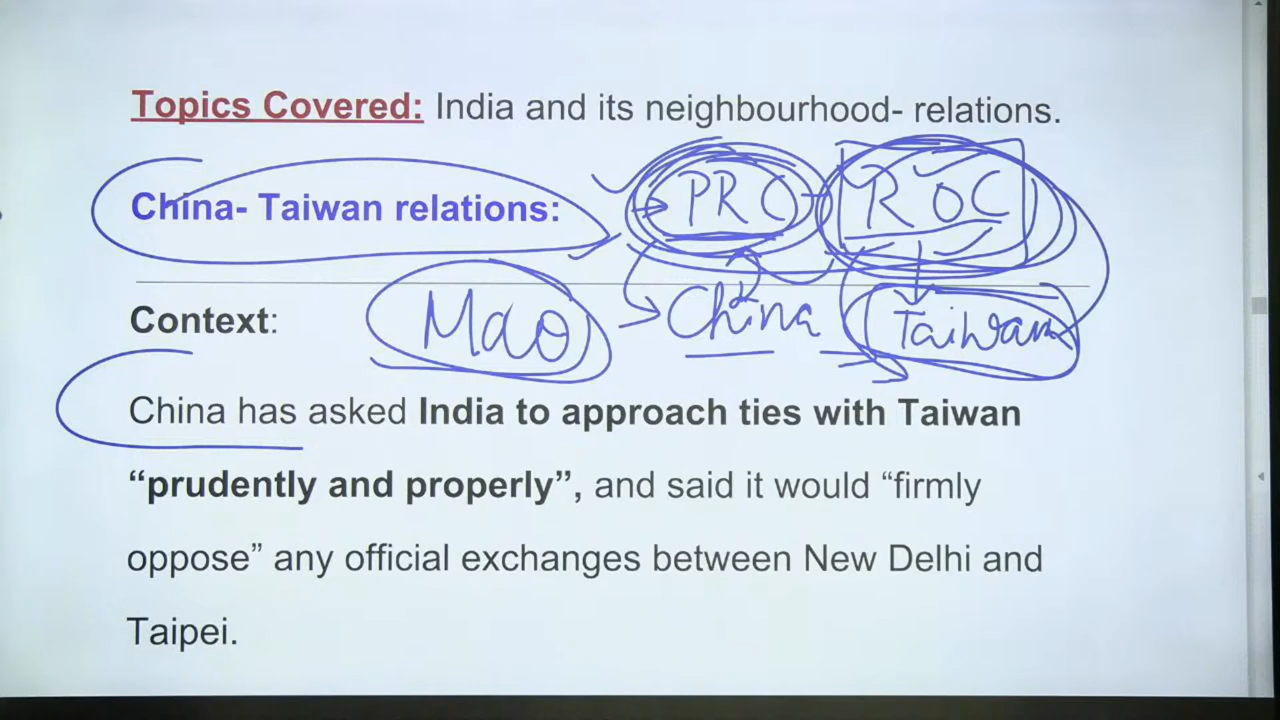 Topics Covered: India and its neighbourhood- relations.
China- Taiwan relations: PRC ROC
Context: Mao China Taiwan
China has asked India to approach ties with Taiwan
“prudently and properly”, and said it would “firmly
oppose” any official exchanges between New Delhi and
Taipei.